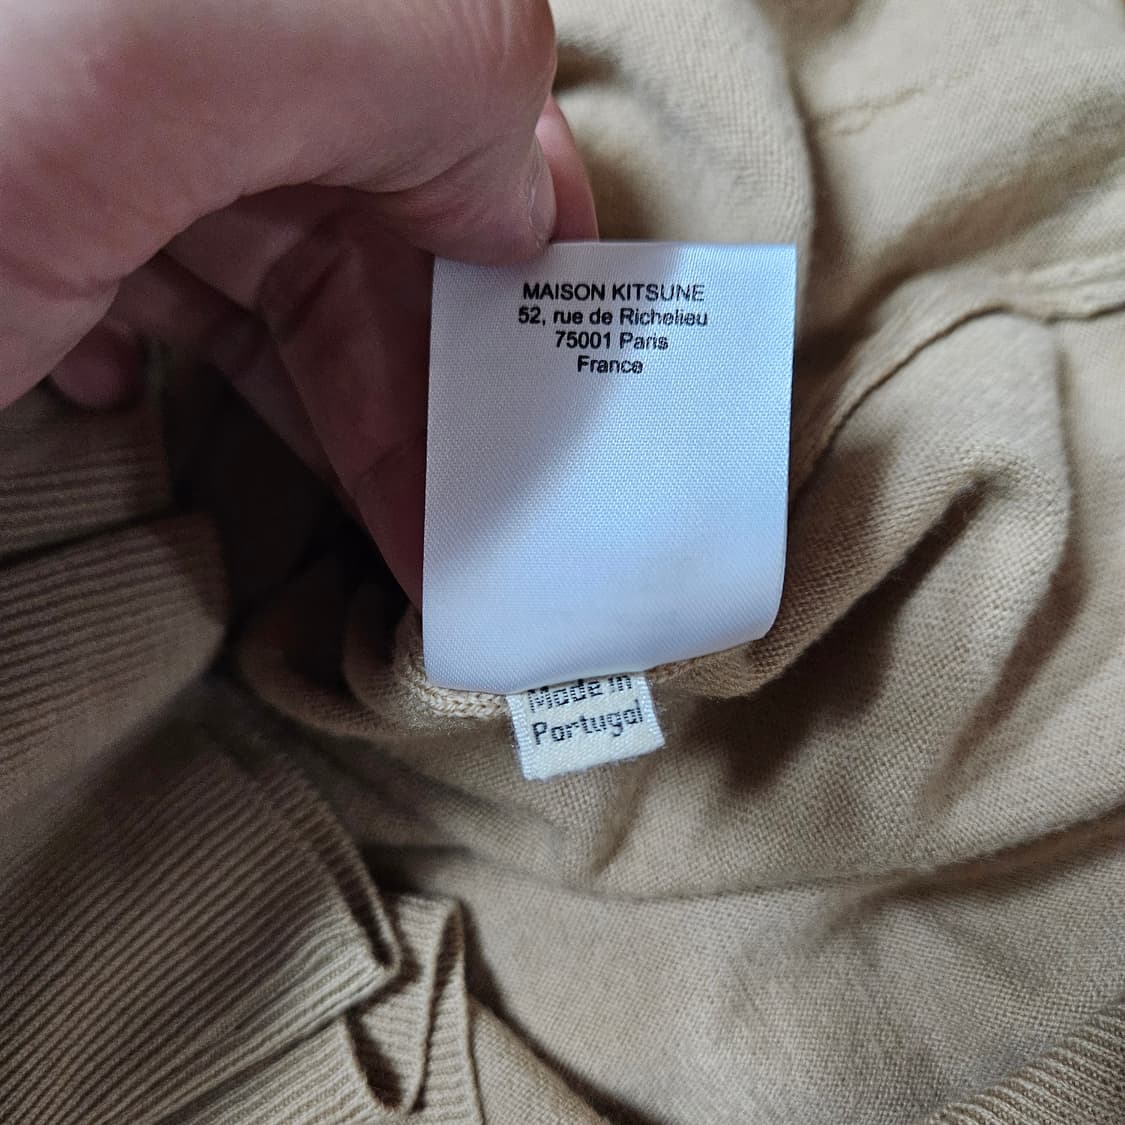 MAISON KITSUNE
52, rue de Richelieu
75001 Paris
France
Made in
Portugal